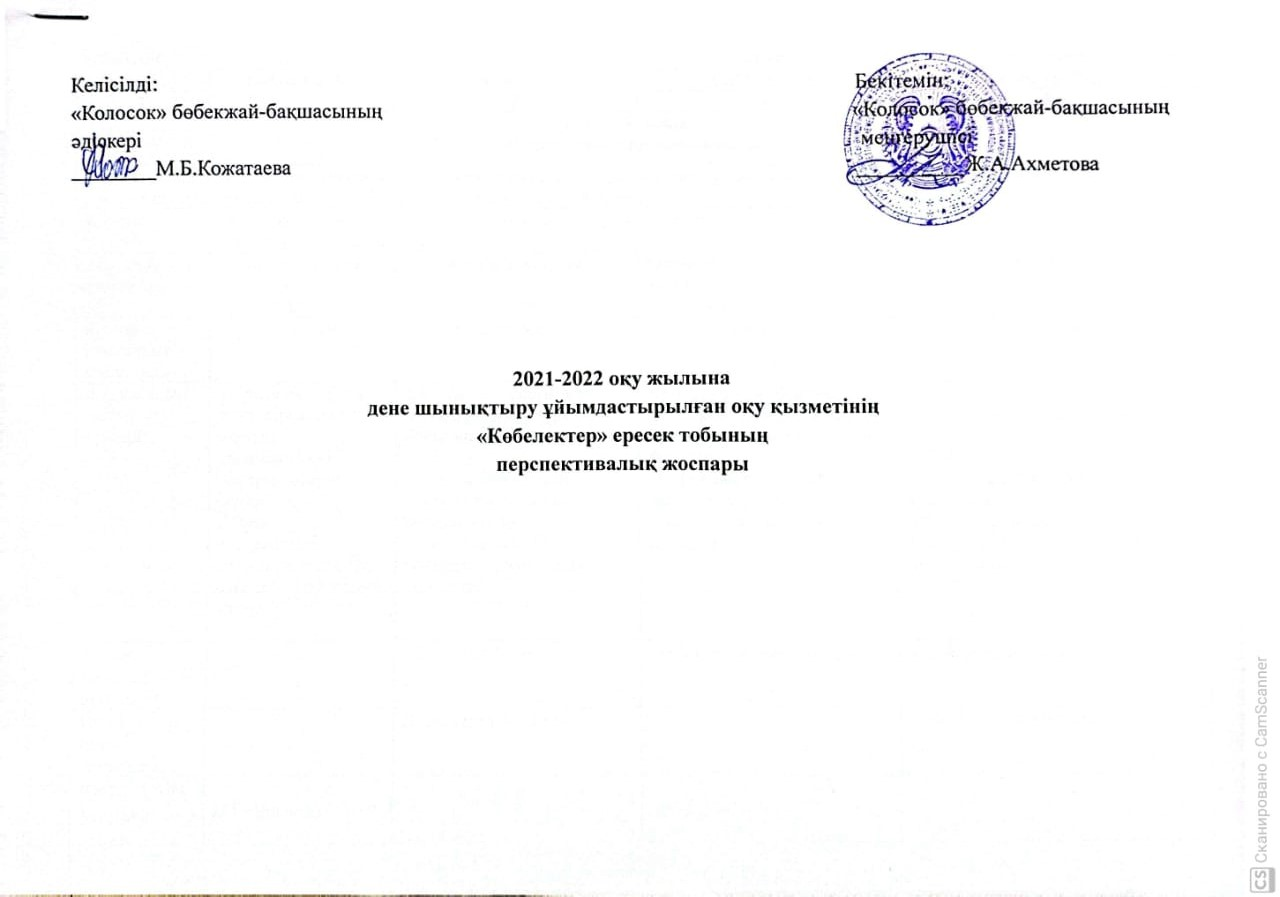 Келісілді:
«Колосок» бөбекжай-бақшасының
әдіскері
М.Б.Кожатаева
Бекітемін:
«Колосок» бөбекжай-бақшасының
меңгерушісі
Ж.А.Ахметова
2021-2022 оқу жылына
дене шынықтыру ұйымдастырылған оқу қызметінің
«Көбелектер» ересек тобының
перспективалық жоспары
CS Сканировано с CamScanner